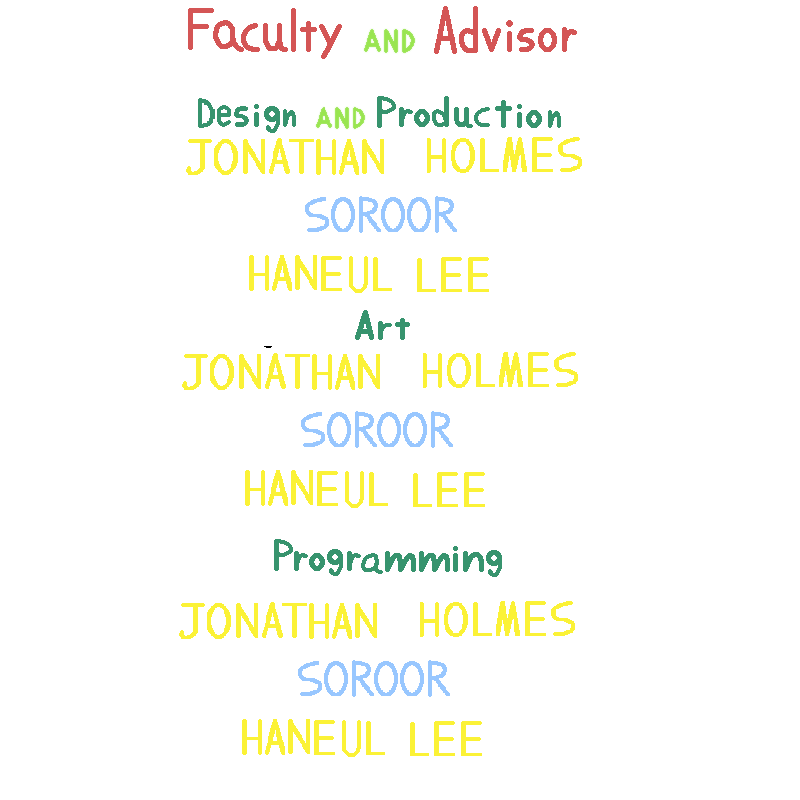 Faculty AND Advisor
Design AND Production
JONATHAN HOLMES
SOROOR
HANEUL LEE
Art
JONATHAN HOLMES
SOROOR
HANEUL LEE
Programming
JONATHAN HOLMES
SOROOR
HANEUL LEE